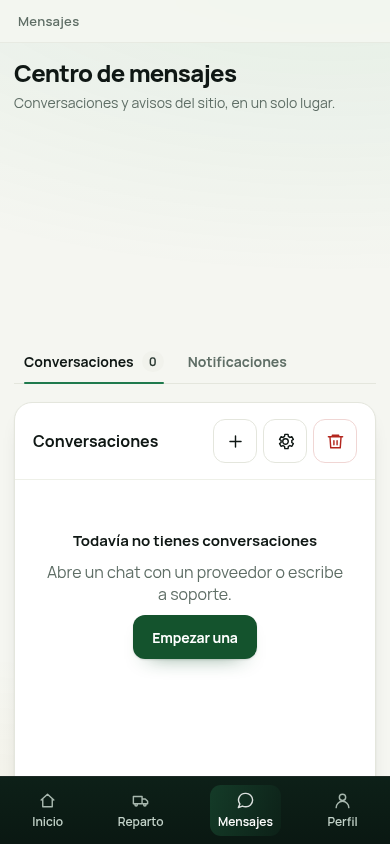 Mensajes
Centro de mensajes
Conversaciones y avisos del sitio, en un solo lugar.
Conversaciones 0 Notificaciones
Conversaciones
Todavía no tienes conversaciones
Abre un chat con un proveedor o escribe
a soporte.
Empezar una
Inicio Reparto Mensajes Perfil